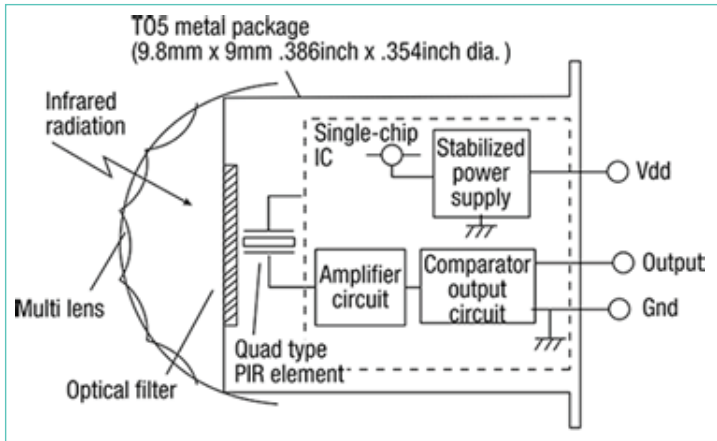 TO5 metal package
(9.8mm x 9mm .386inch x .354inch dia. )
Infrared
radiation
Single-chip
IC
Stabilized
power
supply
Vdd
Amplifier
circuit
Comparator
output
circuit
Output
Gnd
Multi lens
Optical filter
Quad type
PIR element